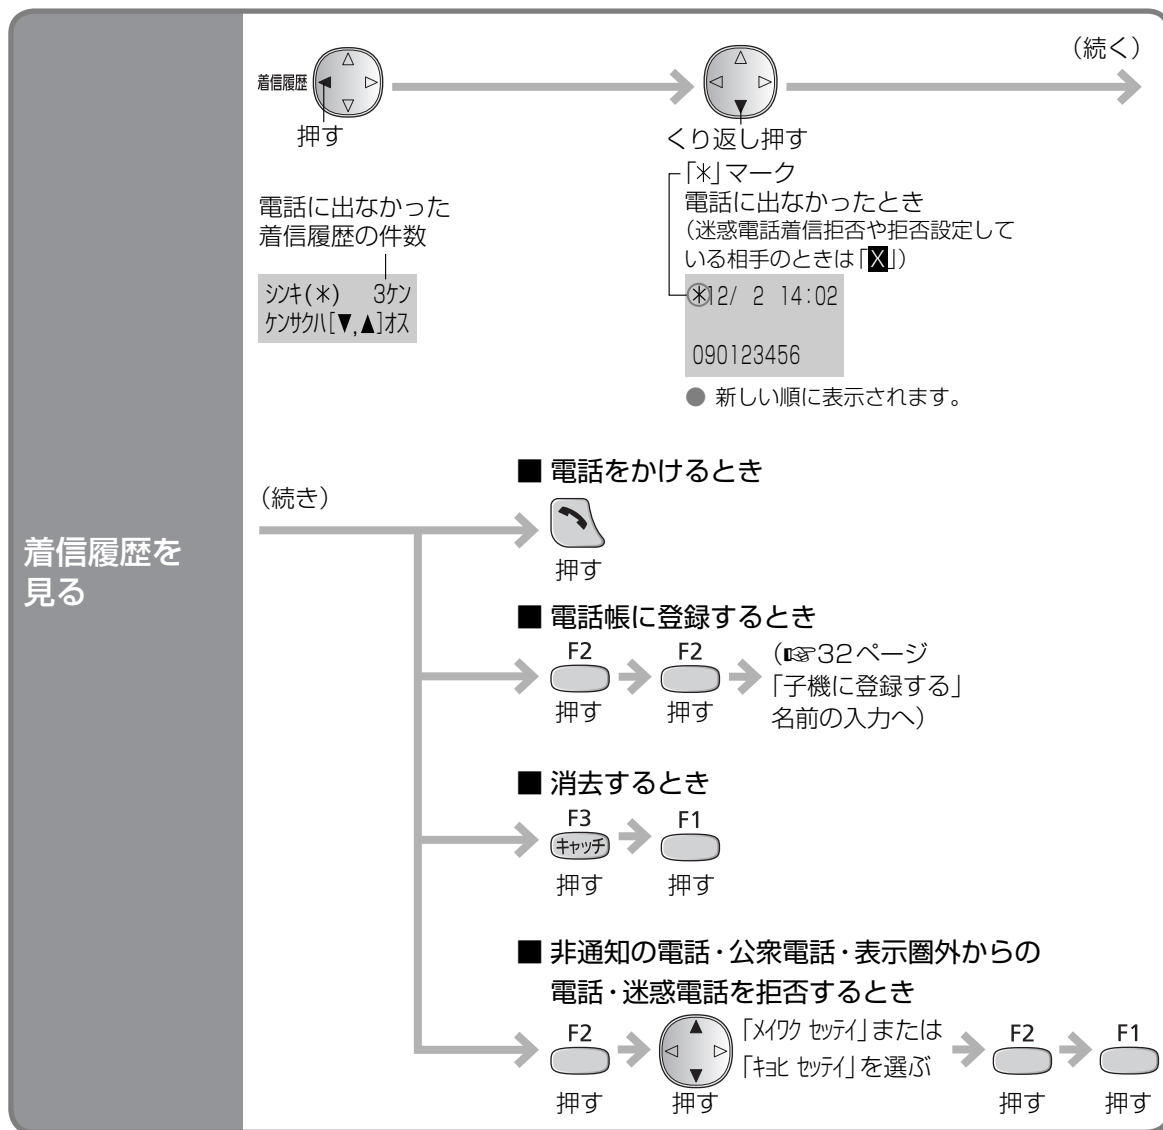 着信履歴を
見る
(続く)
着信履歴
押す
くり返し押す
電話に出なかった
着信履歴の件数
シンキ(*) 3ケン
ケンサクハ[▼,▲]オス
「*」マーク
電話に出なかったとき
(迷惑電話着信拒否や拒否設定して
いる相手のときは「X」)
*12/ 2 14:02
090123456
● 新しい順に表示されます。
(続き)
■ 電話をかけるとき
押す
■ 電話帳に登録するとき
F2 F2
押す 押す
(☞32ページ
「子機に登録する」
名前の入力へ)
■ 消去するとき
F3 F1
キャッチ
押す 押す
■ 非通知の電話・公衆電話・表示圏外からの
電話・迷惑電話を拒否するとき
F2 「メイワク セッテイ」または F2 F1
「キョヒ セッテイ」を選ぶ
押す 押す 押す 押す